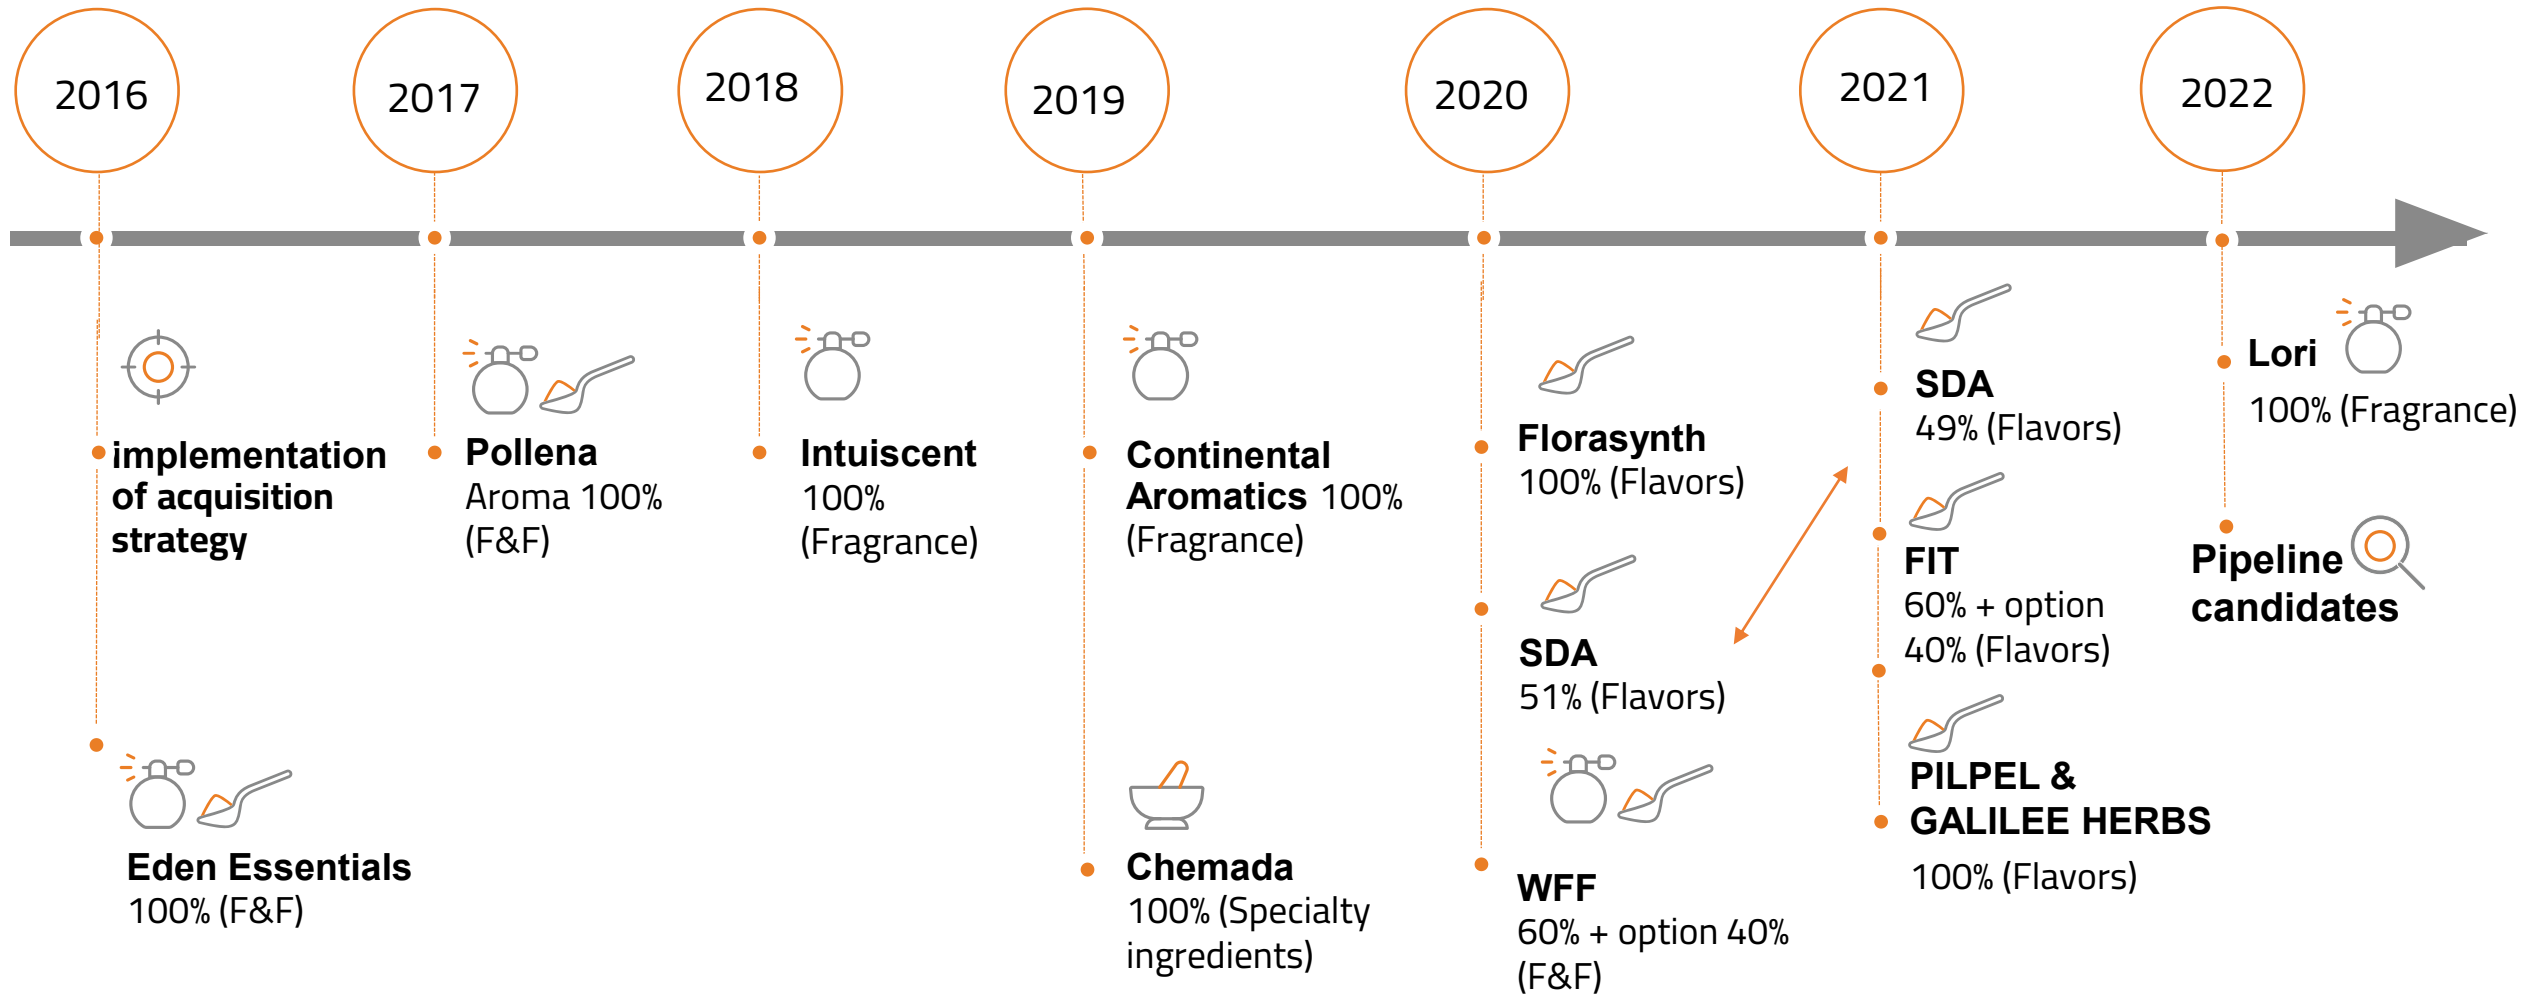 2016
2017
2018
2019
2020
2021
2022
implementation
of acquisition
strategy
Eden Essentials
100% (F&F)
Pollena
Aroma 100%
(F&F)
Intuiscent
100%
(Fragrance)
Continental
Aromatics 100%
(Fragrance)
Chemada
100% (Specialty
ingredients)
Florasynth
100% (Flavors)
SDA
51% (Flavors)
WFF
60% + option 40%
(F&F)
SDA
49% (Flavors)
FIT
60% + option
40% (Flavors)
PILPEL &
GALILEE HERBS
100% (Flavors)
Lori
100% (Fragrance)
Pipeline
candidates